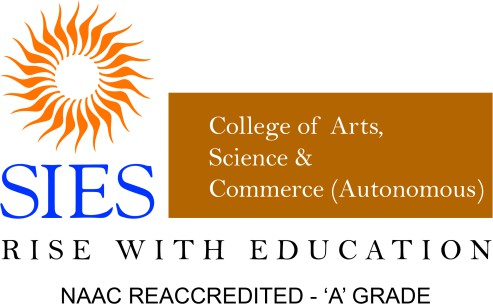 SIES
College of Arts,
Science &
Commerce (Autonomous)
RISE WITH EDUCATION
NAAC REACCREDITED - ‘A’ GRADE